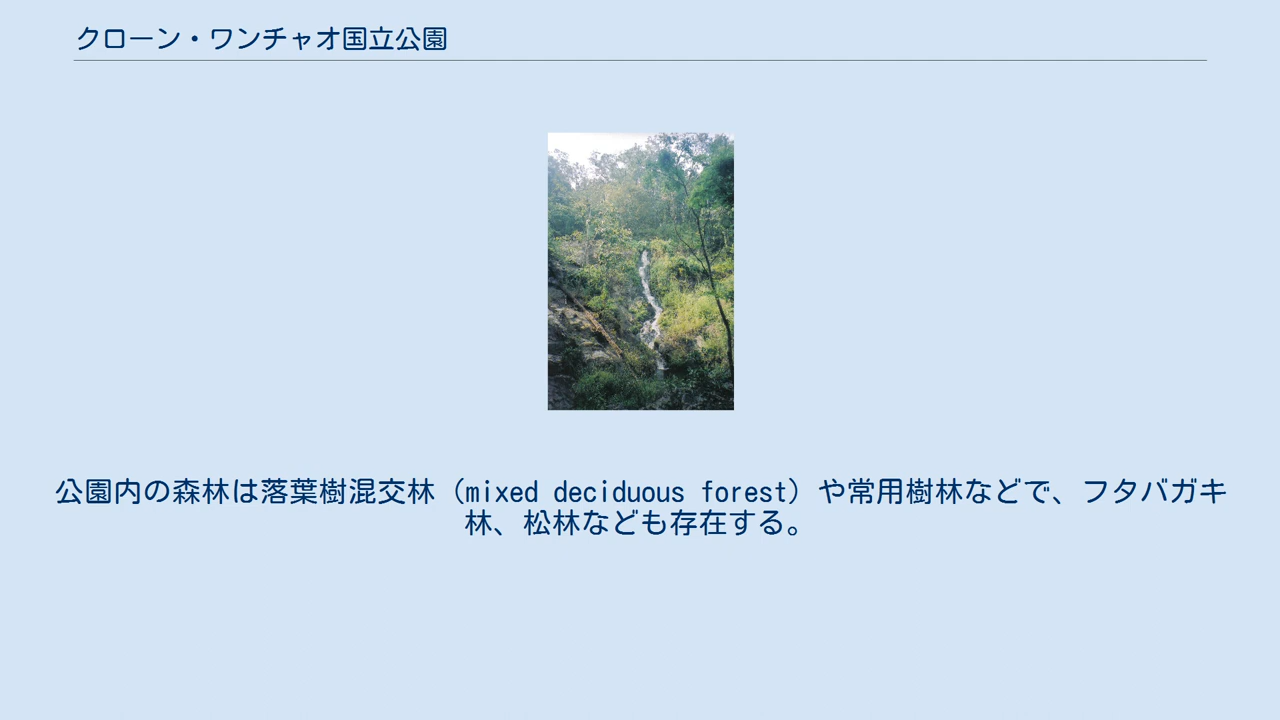 クローン・ワンチャオ国立公園
公園内の森林は落葉樹混交林（mixed deciduous forest）や常用樹林などで、フタバガキ
林、松林なども存在する。